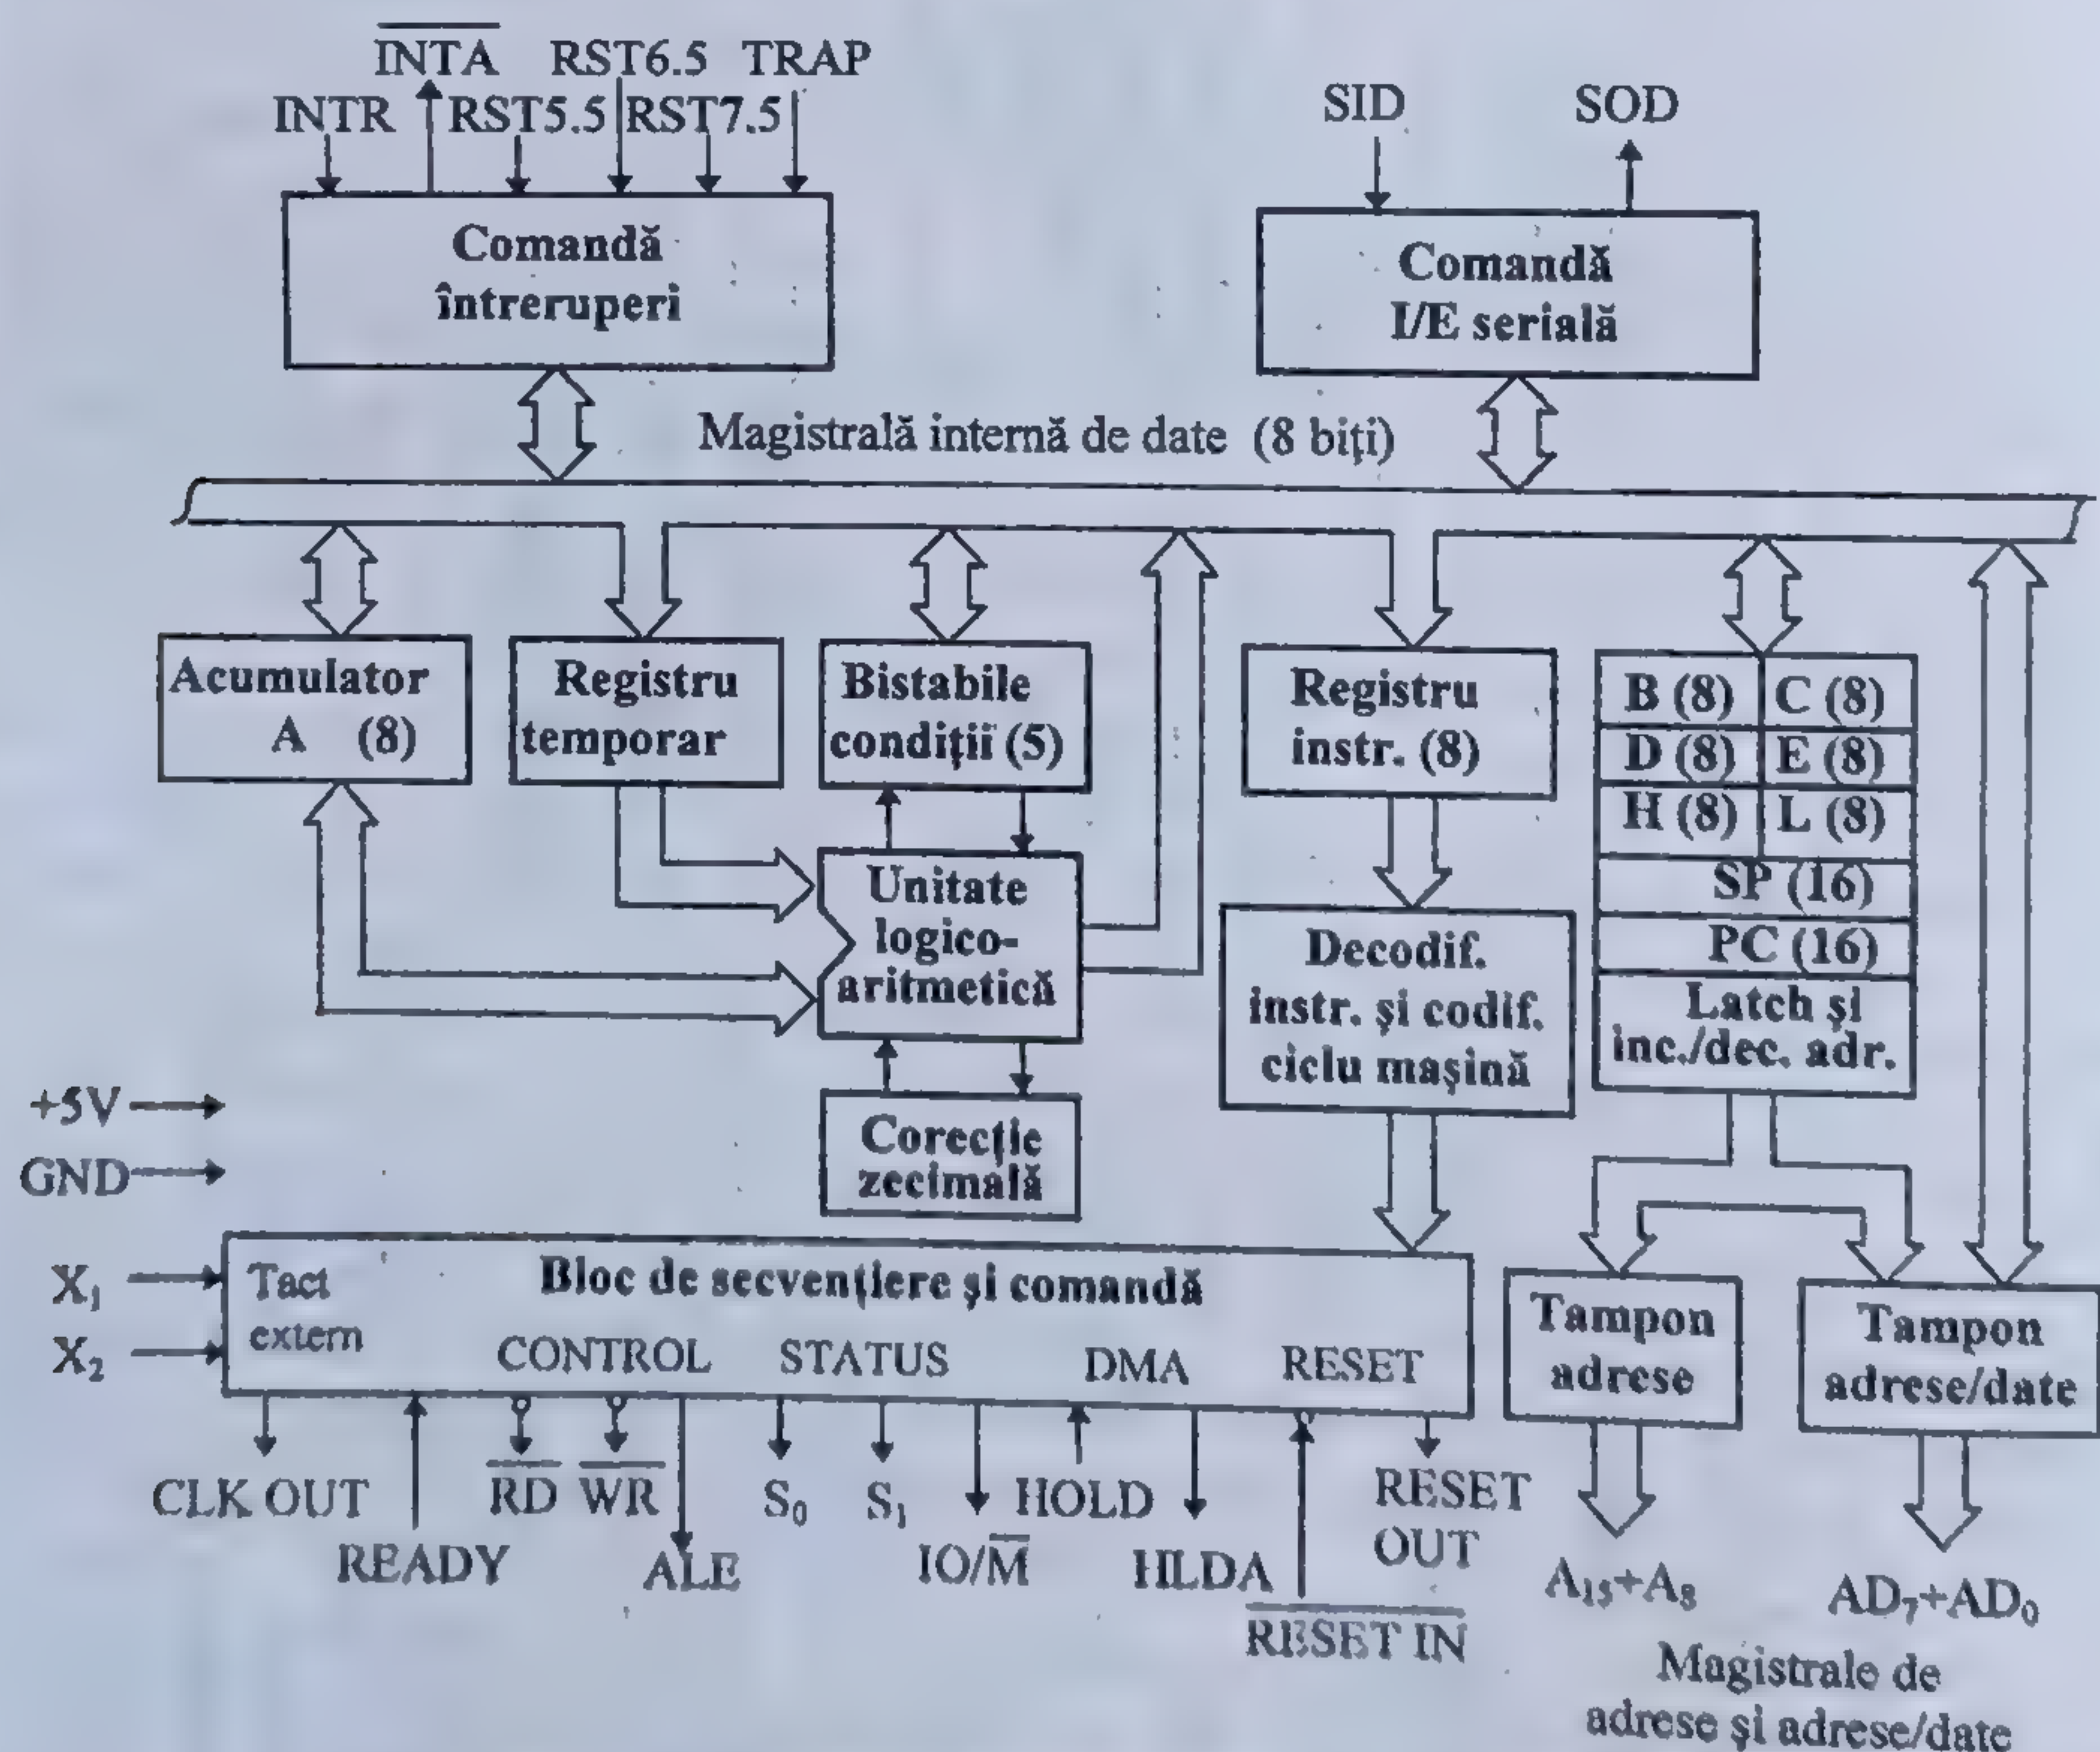 INTA RST6.5 TRAP
INTR RST5.5 RST7.5
SID SOD
Comandă
întreruperi
Comandă
I/E serială
Magistrală internă de date (8 biţi)
Acumulator
A (8)
Registru
temporar
Bistabile
condiţii (5)
Registru
instr. (8)
B (8) C (8)
D (8) E (8)
H (8) L (8)
SP (16)
PC (16)
Latch şi
inc./dec. adr.
Unitate
logico-
aritmetică
Decodif.
instr. şi codif.
ciclu maşină
Corecţie
zecimală
+5V
GND
X₁
X₂
Tact
extern
Bloc de secvenţiere şi comandă
CONTROL STATUS DMA RESET
Tampon
adrese
Tampon
adrese/date
CLK OUT
READY
RD WR
ALE
S₀ S₁
IO/M
HOLD
HLDA
RESET IN
RESET
OUT
A₁₅÷A₈
AD₇÷AD₀
Magistrale de
adrese şi adrese/date